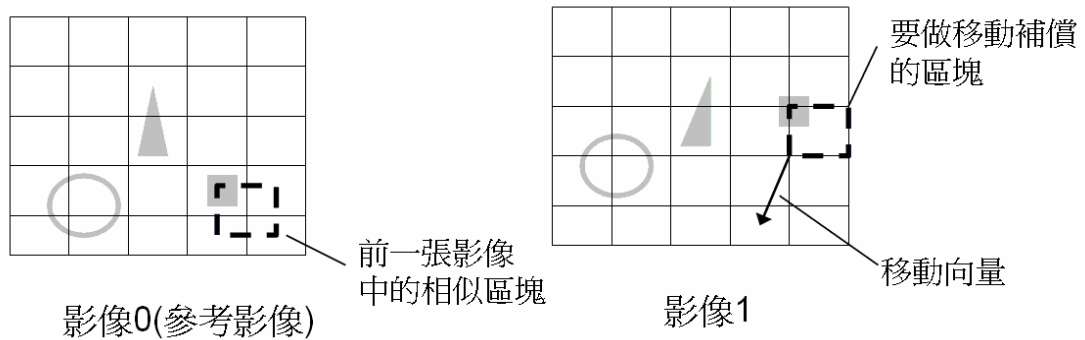 要做移動補償
的區塊
前一張影像
中的相似區塊
移動向量
影像0(參考影像)
影像1